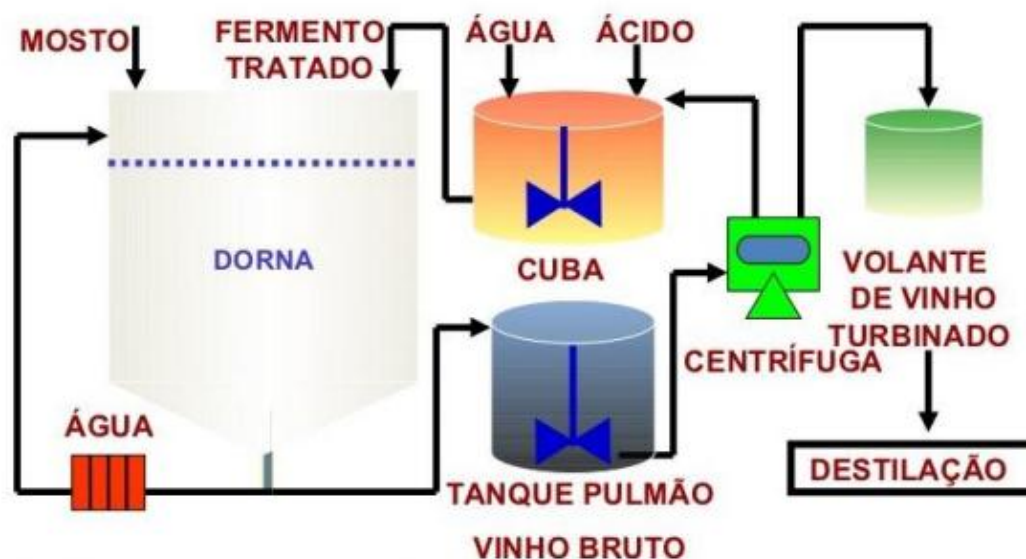 MOSTO
FERMENTO
TRATADO
ÁGUA
ÁCIDO
DORNA
CUBA
VOLANTE
DE VINHO
TURBINADO
CENTRÍFUGA
ÁGUA
TANQUE PULMÃO
VINHO BRUTO
DESTILAÇÃO